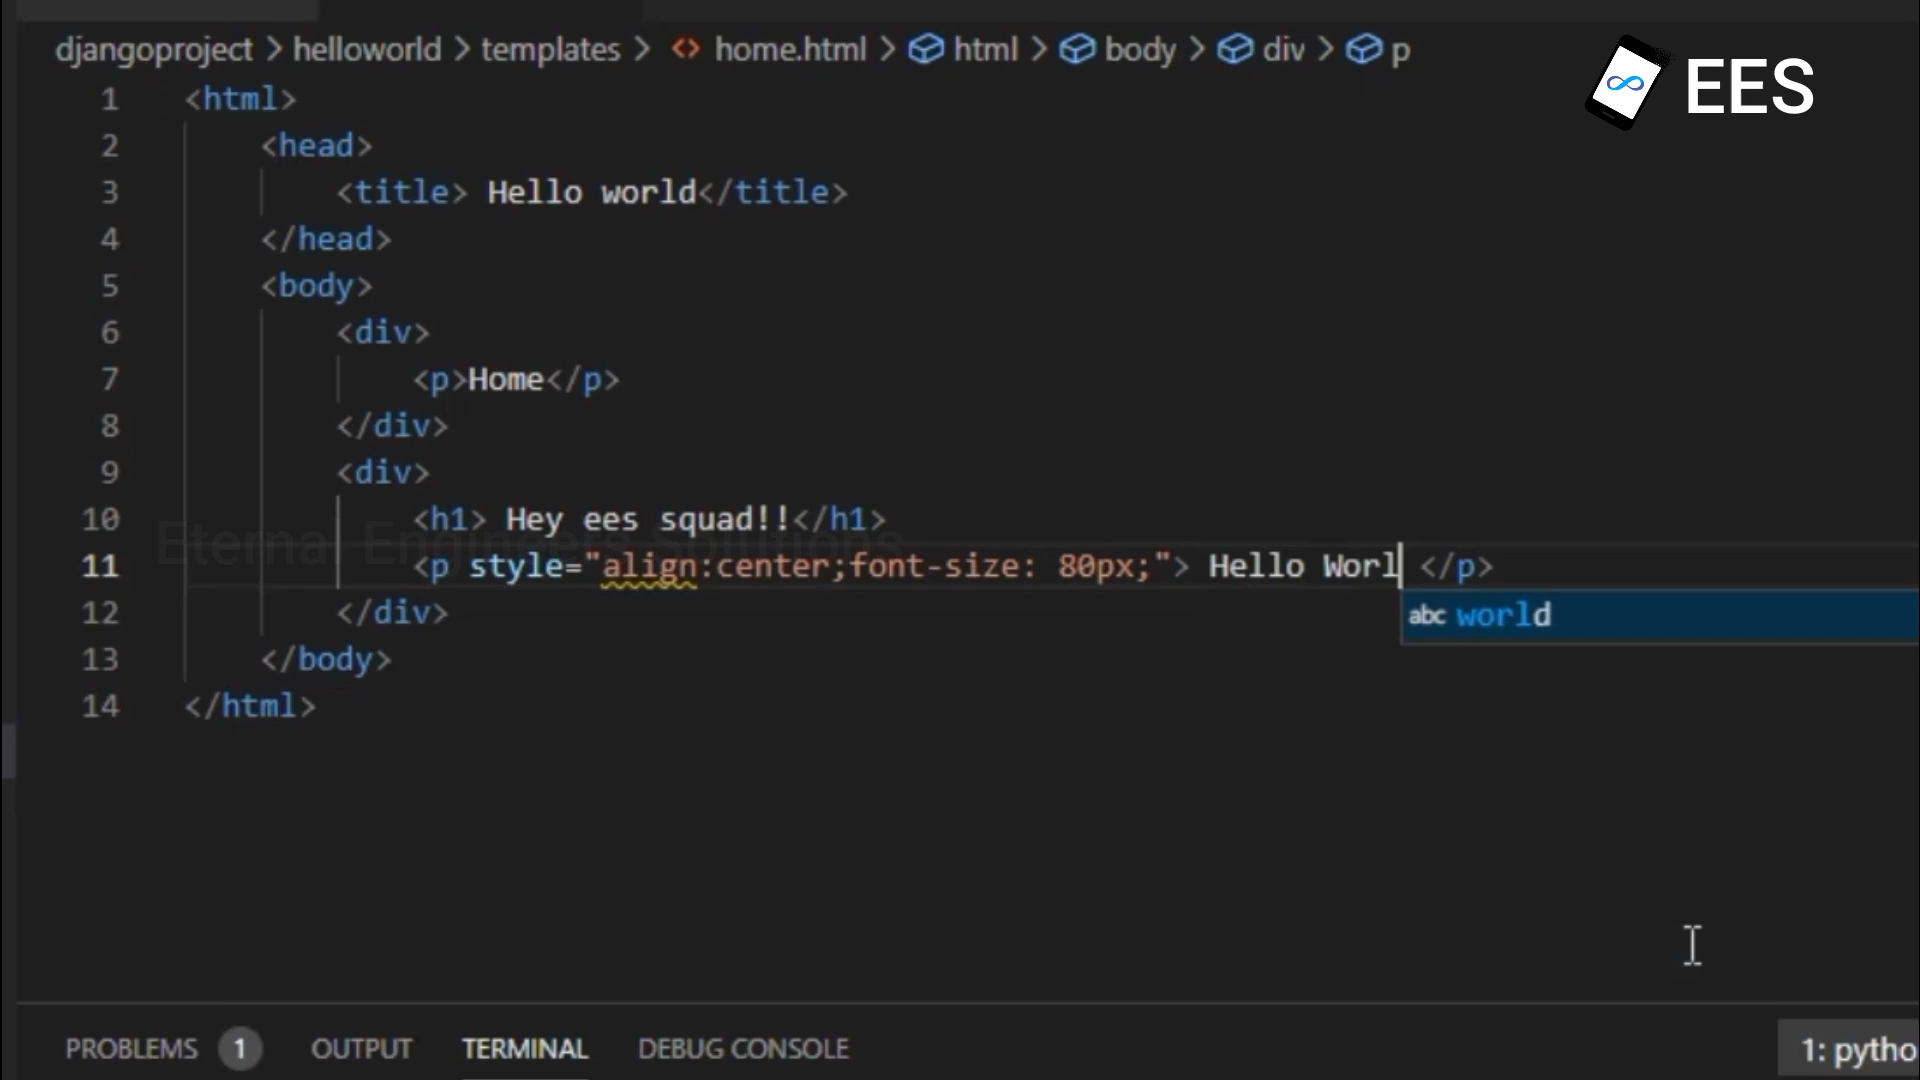 djangoproject > helloworld > templates > <> home.html > html > body > div > p
EES
1 <html>
2 <head>
3 <title> Hello world</title>
4 </head>
5 <body>
6 <div>
7 <p>Home</p>
8 </div>
9 <div>
10 <h1> Hey ees squad!!</h1>
Eternal Engineers Solutions
11 <p style="align:center;font-size: 80px;"> Hello Worl </p>
abc world
12 </div>
13 </body>
14 </html>
PROBLEMS 1 OUTPUT TERMINAL DEBUG CONSOLE 1: pytho